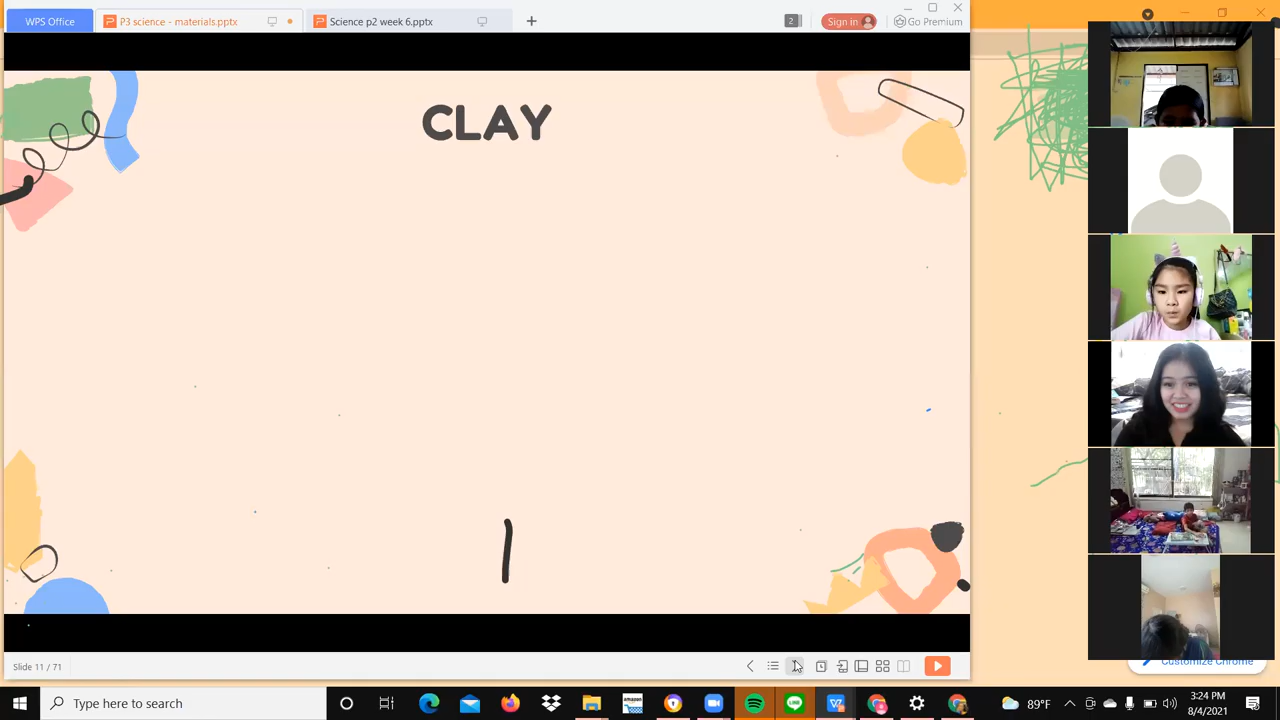 WPS Office
P3 science - materials.pptx
Science p2 week 6.pptx
2
Sign in
Go Premium
CLAY
Slide 11 / 71
Customize Chrome
Type here to search
89°F
3:24 PM
8/4/2021